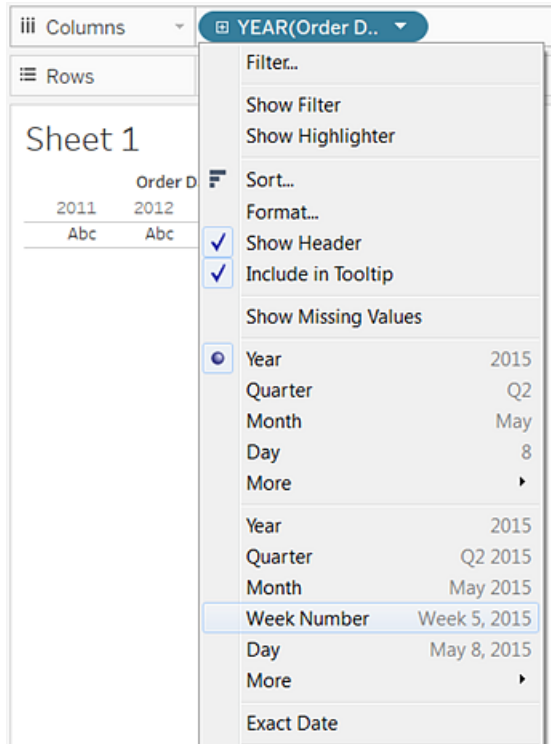 Columns YEAR(Order D..
Rows
Sheet 1
Order D
2011 2012
Abc Abc
Filter...
Show Filter
Show Highlighter
Sort...
Format...
Show Header
Include in Tooltip
Show Missing Values
Year 2015
Quarter Q2
Month May
Day 8
More
Year 2015
Quarter Q2 2015
Month May 2015
Week Number Week 5, 2015
Day May 8, 2015
More
Exact Date